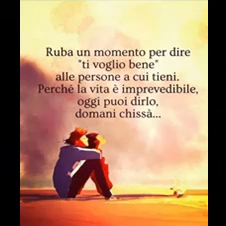 Ruba un momento per dire
"ti voglio bene"
alle persone a cui tieni.
Perché la vita è imprevedibile,
oggi puoi dirlo,
domani chissà...